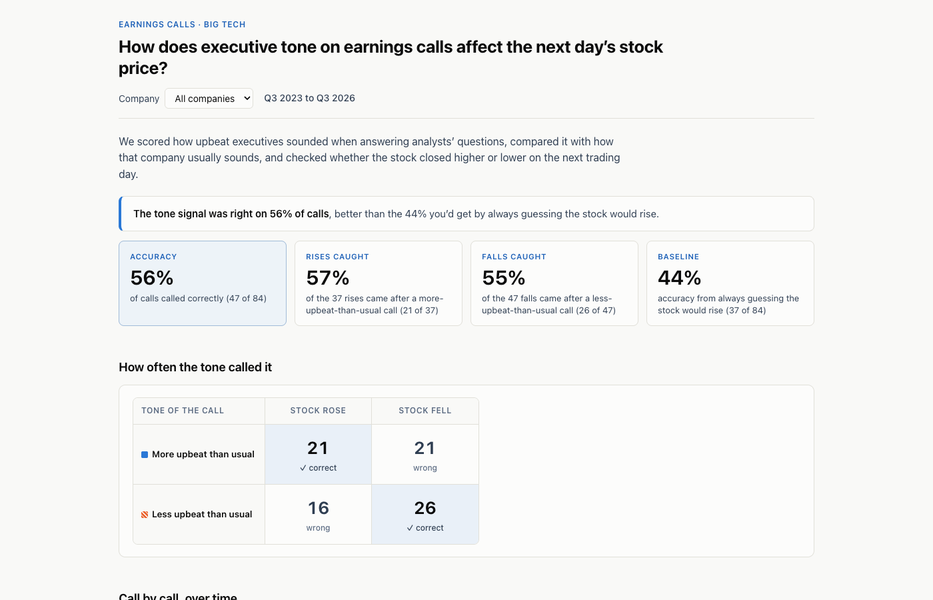 EARNINGS CALLS · BIG TECH
How does executive tone on earnings calls affect the next day’s stock
price?
Company All companies Q3 2023 to Q3 2026
We scored how upbeat executives sounded when answering analysts’ questions, compared it with how
that company usually sounds, and checked whether the stock closed higher or lower on the next trading
day.
The tone signal was right on 56% of calls, better than the 44% you’d get by always guessing the stock would rise.
ACCURACY
56%
of calls called correctly (47 of 84)
RISES CAUGHT
57%
of the 37 rises came after a more-
upbeat-than-usual call (21 of 37)
FALLS CAUGHT
55%
of the 47 falls came after a less-
upbeat-than-usual call (26 of 47)
BASELINE
44%
accuracy from always guessing the
stock would rise (37 of 84)
How often the tone called it
TONE OF THE CALL STOCK ROSE STOCK FELL
More upbeat than usual
21
✓ correct
21
wrong
Less upbeat than usual
16
wrong
26
✓ correct
Call by call, over time